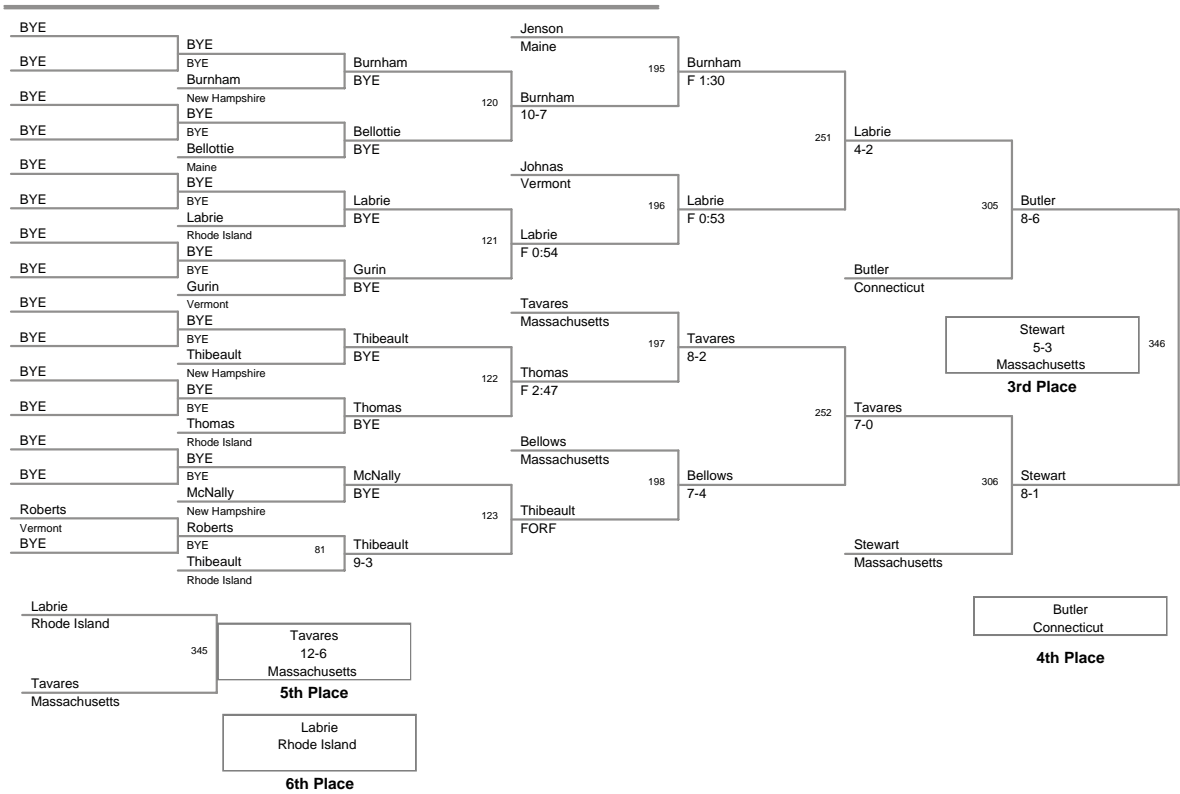 BYE
BYE
BYE
BYE
BYE
BYE
BYE
BYE
BYE
BYE
BYE
BYE
BYE
BYE
Roberts
Vermont
BYE
BYE
BYE
Burnham
New Hampshire
BYE
BYE
Bellottie
Maine
BYE
BYE
Labrie
Rhode Island
BYE
BYE
Gurin
Vermont
BYE
BYE
Thibeault
New Hampshire
BYE
BYE
Thomas
Rhode Island
BYE
BYE
McNally
New Hampshire
Roberts
BYE
81
Thibeault
Rhode Island
Burnham
BYE
120
Bellottie
BYE
Labrie
BYE
121
Gurin
BYE
Thibeault
BYE
122
Thomas
BYE
McNally
BYE
123
Thibeault
9-3
Jenson
Maine
195
Burnham
10-7
Johnas
Vermont
196
Labrie
F 0:54
Tavares
Massachusetts
197
Thomas
F 2:47
Bellows
Massachusetts
198
Thibeault
FORF
Burnham
F 1:30
251
Labrie
F 0:53
Tavares
8-2
252
Bellows
7-4
Labrie
4-2
305
Butler
Connecticut
Tavares
7-0
306
Stewart
Massachusetts
Butler
8-6
Stewart
5-3
Massachusetts
346
3rd Place
Stewart
8-1
Butler
Connecticut
4th Place
Labrie
Rhode Island
345
Tavares
Massachusetts
Tavares
12-6
Massachusetts
5th Place
Labrie
Rhode Island
6th Place